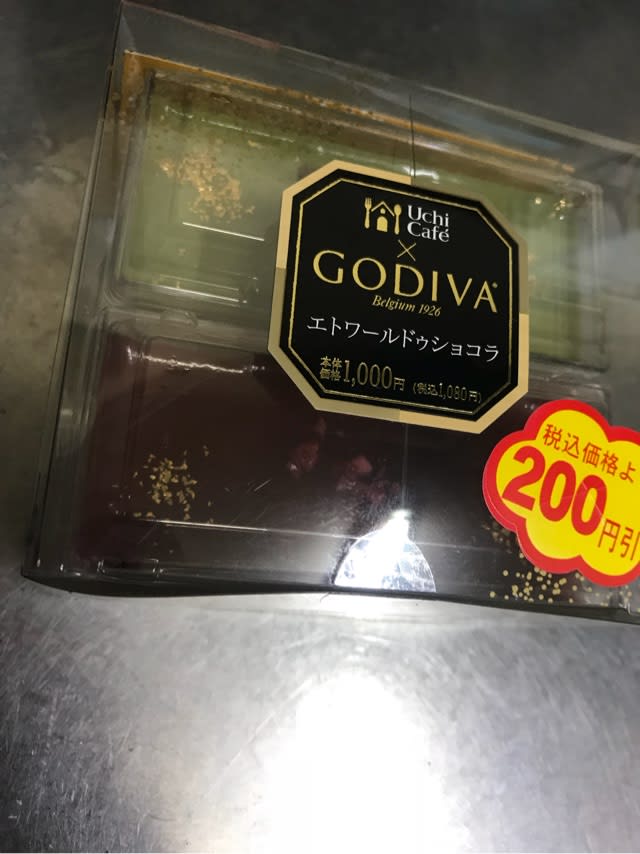 Uchi
Café
×
GODIVA
Belgium 1926
エトワールドゥショコラ
本体
価格1,000円 (税込1,080円)
税込価格よ
200円引